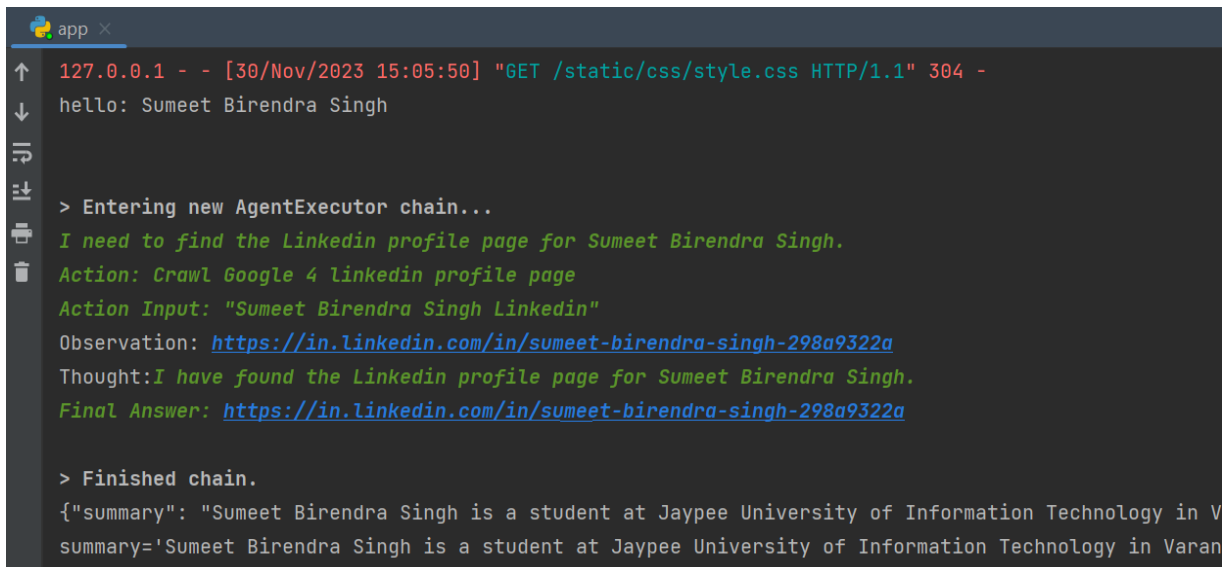 app
127.0.0.1 - - [30/Nov/2023 15:05:50] "GET /static/css/style.css HTTP/1.1" 304 -
hello: Sumeet Birendra Singh
> Entering new AgentExecutor chain...
I need to find the Linkedin profile page for Sumeet Birendra Singh.
Action: Crawl Google 4 linkedin profile page
Action Input: "Sumeet Birendra Singh Linkedin"
Observation: https://in.linkedin.com/in/sumeet-birendra-singh-298a9322a
Thought:I have found the Linkedin profile page for Sumeet Birendra Singh.
Final Answer: https://in.linkedin.com/in/sumeet-birendra-singh-298a9322a
> Finished chain.
{"summary": "Sumeet Birendra Singh is a student at Jaypee University of Information Technology in V
summary='Sumeet Birendra Singh is a student at Jaypee University of Information Technology in Varan